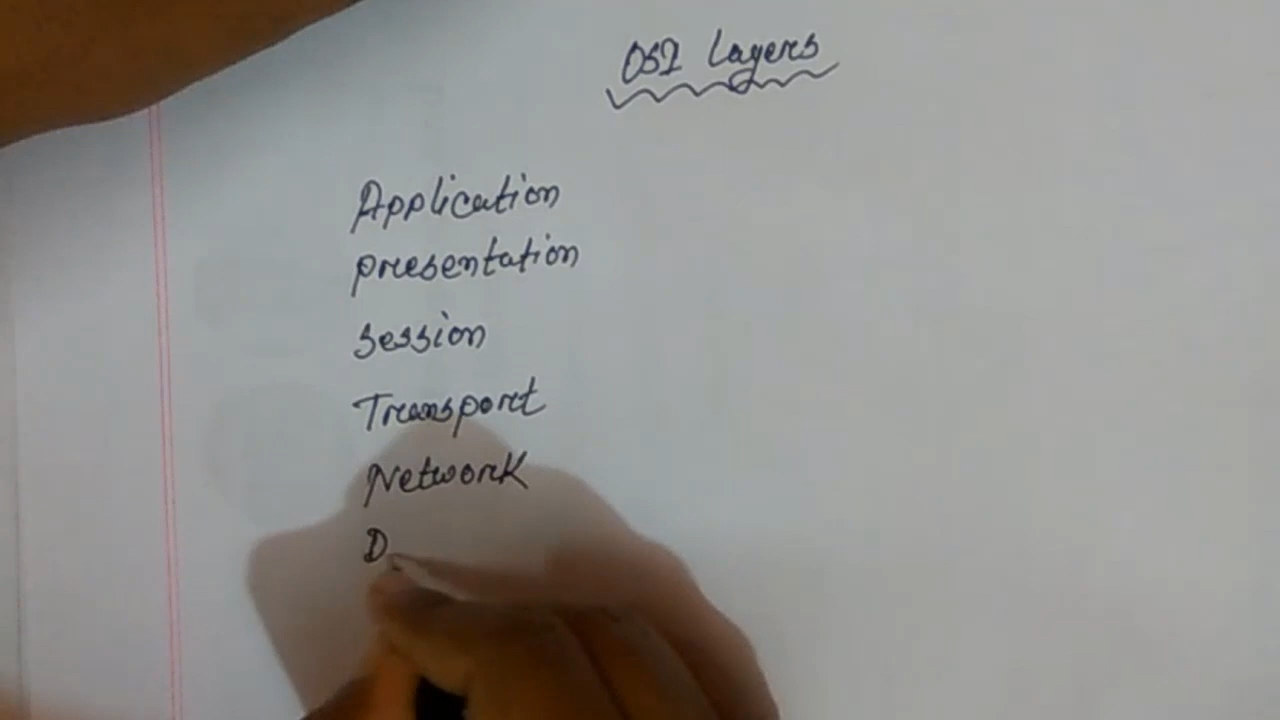 OSI Layers
Application
presentation
session
Transport
Network
D